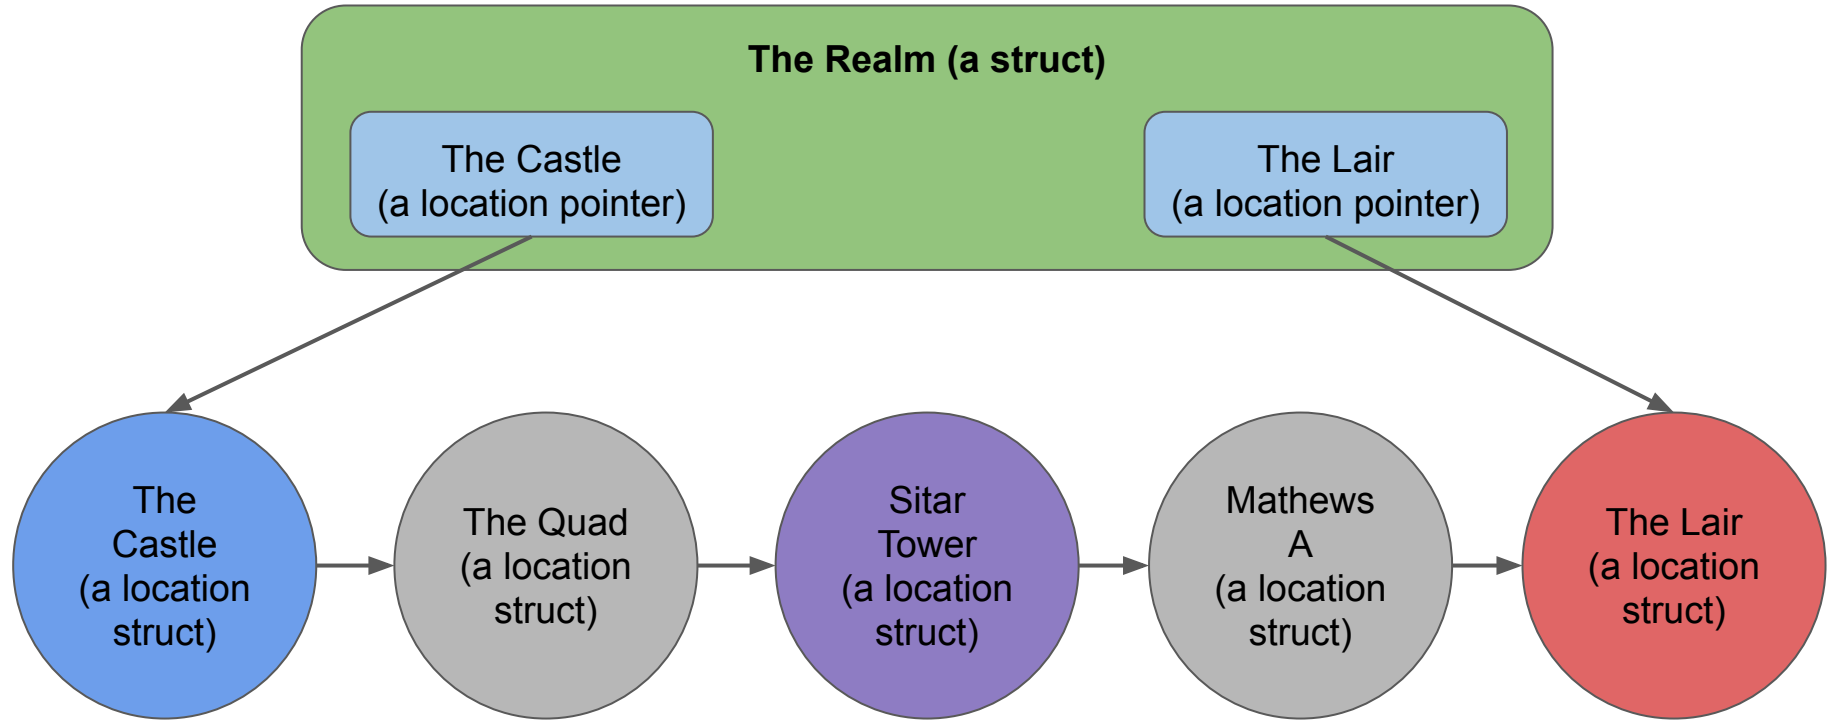 The Realm (a struct)
The Castle
(a location pointer)
The Lair
(a location pointer)
The
Castle
(a location
struct)
The Quad
(a location
struct)
Sitar
Tower
(a location
struct)
Mathews
A
(a location
struct)
The Lair
(a location
struct)